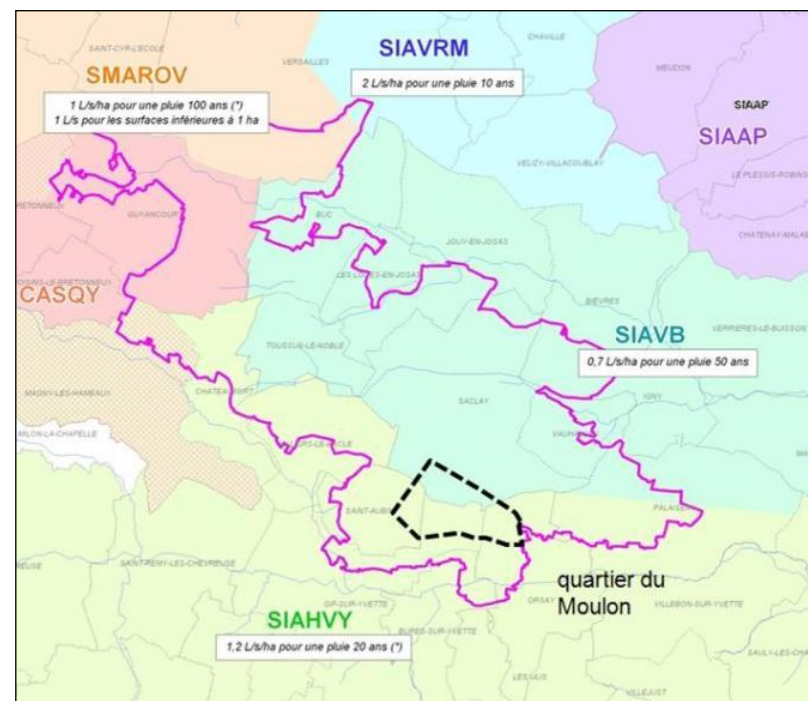 SAINT-CYR-L'ECOLE
SIAVRM
CHAVILLE
VERSAILLES
SMAROV
2 L/s/ha pour une pluie 10 ans
MEUDON
1 L/s/ha pour une pluie 100 ans (*)
1 L/s pour les surfaces inférieures à 1 ha
SIAAP
SIAAP
VELIZY-VILLACOUBLAY
LE PLESSIS-ROBINS
GUYANCOUR
BUC
CHATENAY-MALAB
JOUY-EN-JOSAS
LES LOGES-EN-JOSAS
CASQY
BIEVRES
SIAVB
VERRIERES-LE-BUISSON
TOUSSUS-LE-NOBLE
0,7 L/s/ha pour une pluie 50 ans
MAGNY-LES-HAMEAUX
CHATEAUFORT
SACLAY
IGNY
VAUHA
MILON-LA-CHAPELLE
SAINT-AUBIN
PALAISEAU
SAINT-REMY-LES-CHEVREUSE
quartier du
Moulon
GIF-SUR-YVETTE
ORSAY
VILLEBON-SUR-YVETTE
SIAHVY
BURES-SUR-YVETTE
1,2 L/s/ha pour une pluie 20 ans (*)
SAULX-LES-CHA
LES ULIS
VILLEJUST